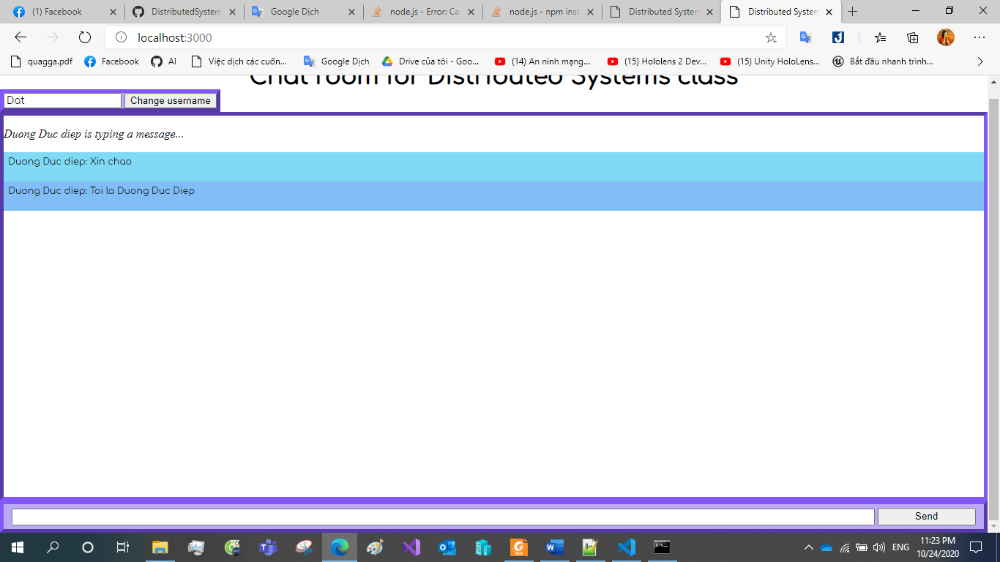 (1) Facebook
DistributedSystem
Google Dịch
node.js - Error: Ca
node.js - npm inst
Distributed System
Distributed System
localhost:3000
quagga.pdf
Facebook
AI
Việc dịch các cuốn...
Google Dịch
Drive của tôi - Goo...
(14) An ninh mạng...
(15) Hololens 2 Dev...
(15) Unity HoloLens...
Bắt đầu nhanh trình...
Chat room for Distributed Systems class
Dat
Change username
Duong Duc diep is typing a message...
Duong Duc diep: Xin chao
Duong Duc diep: Toi la Duong Duc Diep
Send
ENG
11:23 PM
10/24/2020